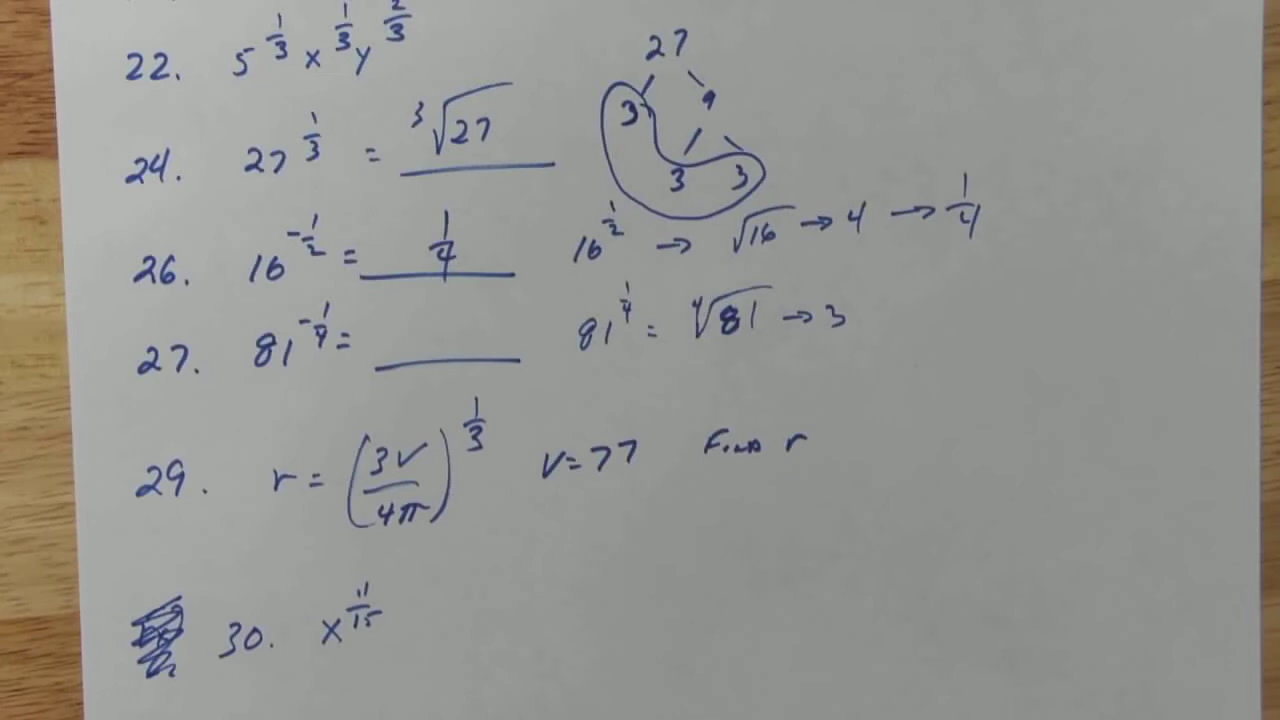 22. 5^(1/3) x^(1/3) y^(2/3)
27
3 9
3 3
24. 27^(1/3) = ∛27
26. 16^(-1/2) = 1/4 16^(1/2) → √16 → 4 → 1/4
27. 81^(-1/4) = 81^(1/4) = ∜81 → 3
29. r = (3V/4π)^(1/3) V=77 Find r
30. x^(11/15)